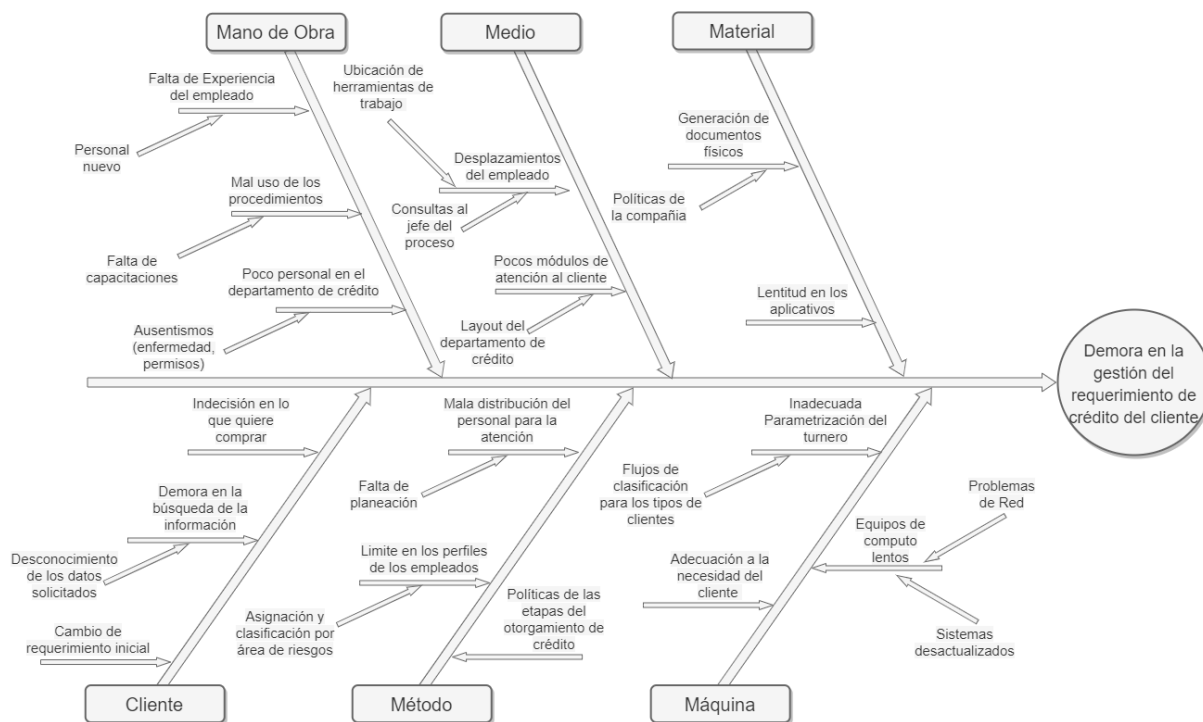 Mano de Obra
Medio
Material
Falta de Experiencia
del empleado
Personal
nuevo
Mal uso de los
procedimientos
Falta de
capacitaciones
Poco personal en el
departamento de crédito
Ausentismos
(enfermedad,
permisos)
Ubicación de
herramientas de
trabajo
Desplazamientos
del empleado
Consultas al
jefe del
proceso
Pocos módulos de
atención al cliente
Layout del
departamento de
crédito
Generación de
documentos
físicos
Políticas de
la compañia
Lentitud en los
aplicativos
Demora en la
gestión del
requerimiento de
crédito del cliente
Indecisión en lo
que quiere
comprar
Demora en la
búsqueda de la
información
Desconocimiento
de los datos
solicitados
Cambio de
requerimiento inicial
Mala distribución del
personal para la
atención
Falta de
planeación
Limite en los perfiles
de los empleados
Asignación y
clasificación por
área de riesgos
Políticas de las
etapas del
otorgamiento de
crédito
Inadecuada
Parametrización del
turnero
Flujos de
clasificación
para los tipos de
clientes
Problemas
de Red
Equipos de
computo
lentos
Adecuación a la
necesidad del
cliente
Sistemas
desactualizados
Cliente
Método
Máquina